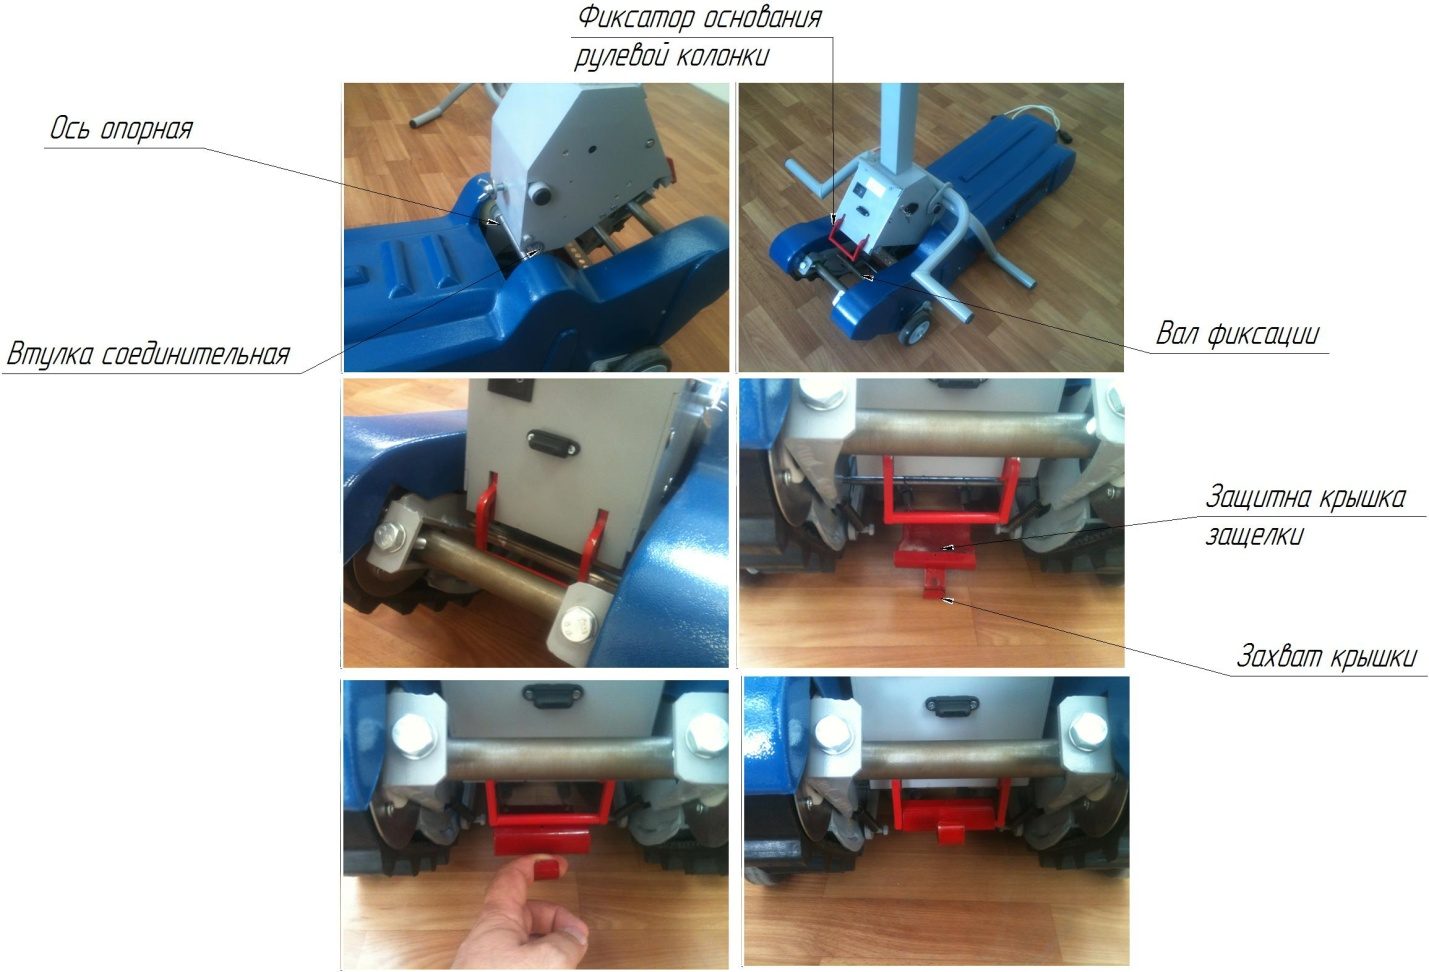 Фиксатор основания
рулевой колонки
Ось опорная
Втулка соединительная
Вал фиксации
Защитна крышка
защелки
Захват крышки